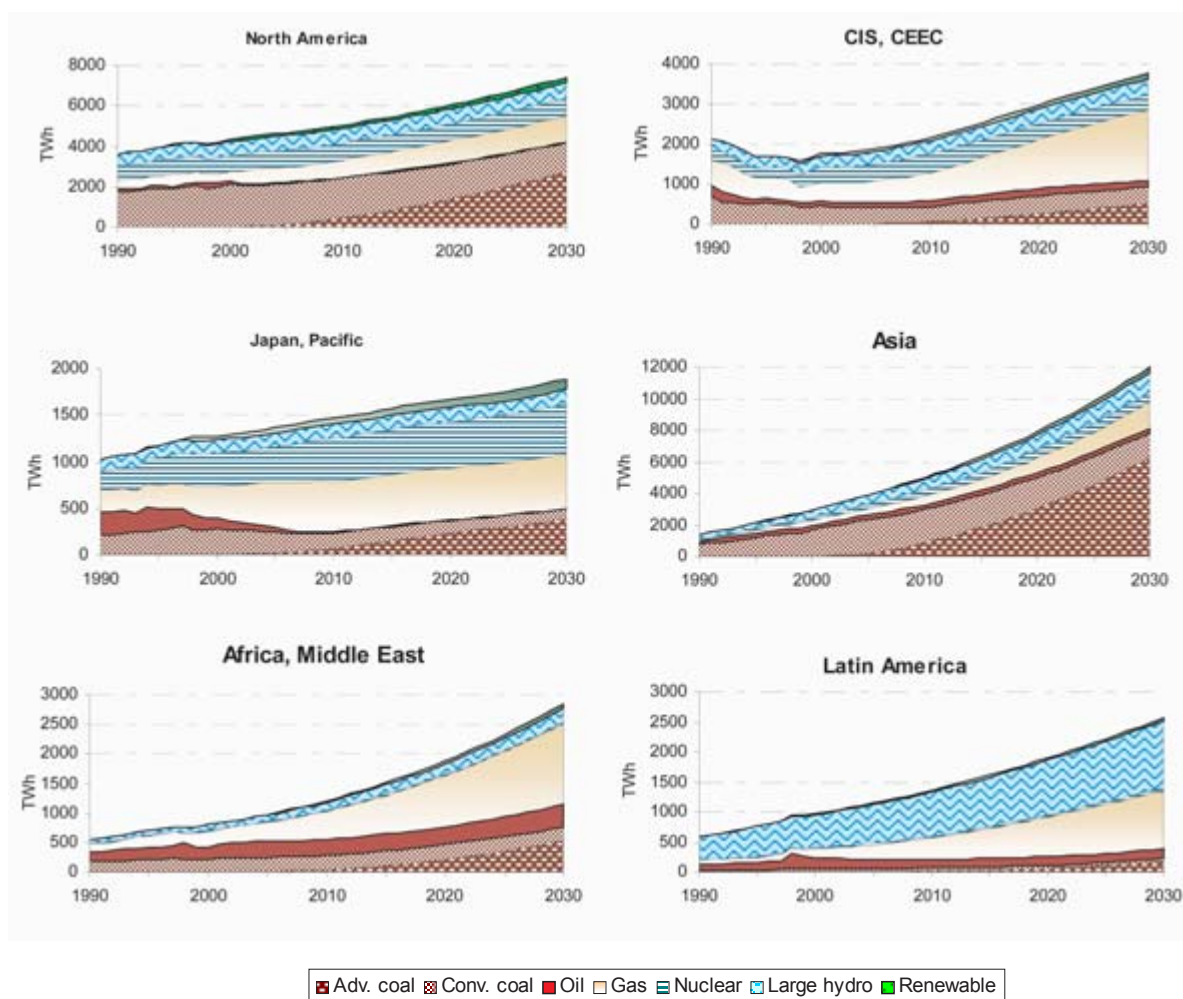 North America
8000
6000
4000
2000
0
TWh
1990 2000 2010 2020 2030
CIS, CEEC
4000
3000
2000
1000
0
TWh
1990 2000 2010 2020 2030
Japan, Pacific
2000
1500
1000
500
0
TWh
1990 2000 2010 2020 2030
Asia
12000
10000
8000
6000
4000
2000
0
TWh
1990 2000 2010 2020 2030
Africa, Middle East
3000
2500
2000
1500
1000
500
0
TWh
1990 2000 2010 2020 2030
Latin America
3000
2500
2000
1500
1000
500
0
TWh
1990 2000 2010 2020 2030
Adv. coal Conv. coal Oil Gas Nuclear Large hydro Renewable